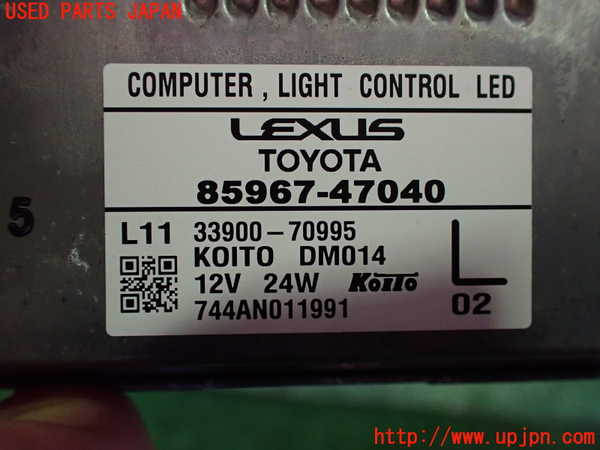 USED PARTS JAPAN
COMPUTER , LIGHT CONTROL LED
LEXUS
TOYOTA
85967-47040
5
L11 33900-70995
KOITO DM014
12V 24W KOITO
744AN011991
L
02
http://www.upjpn.com/